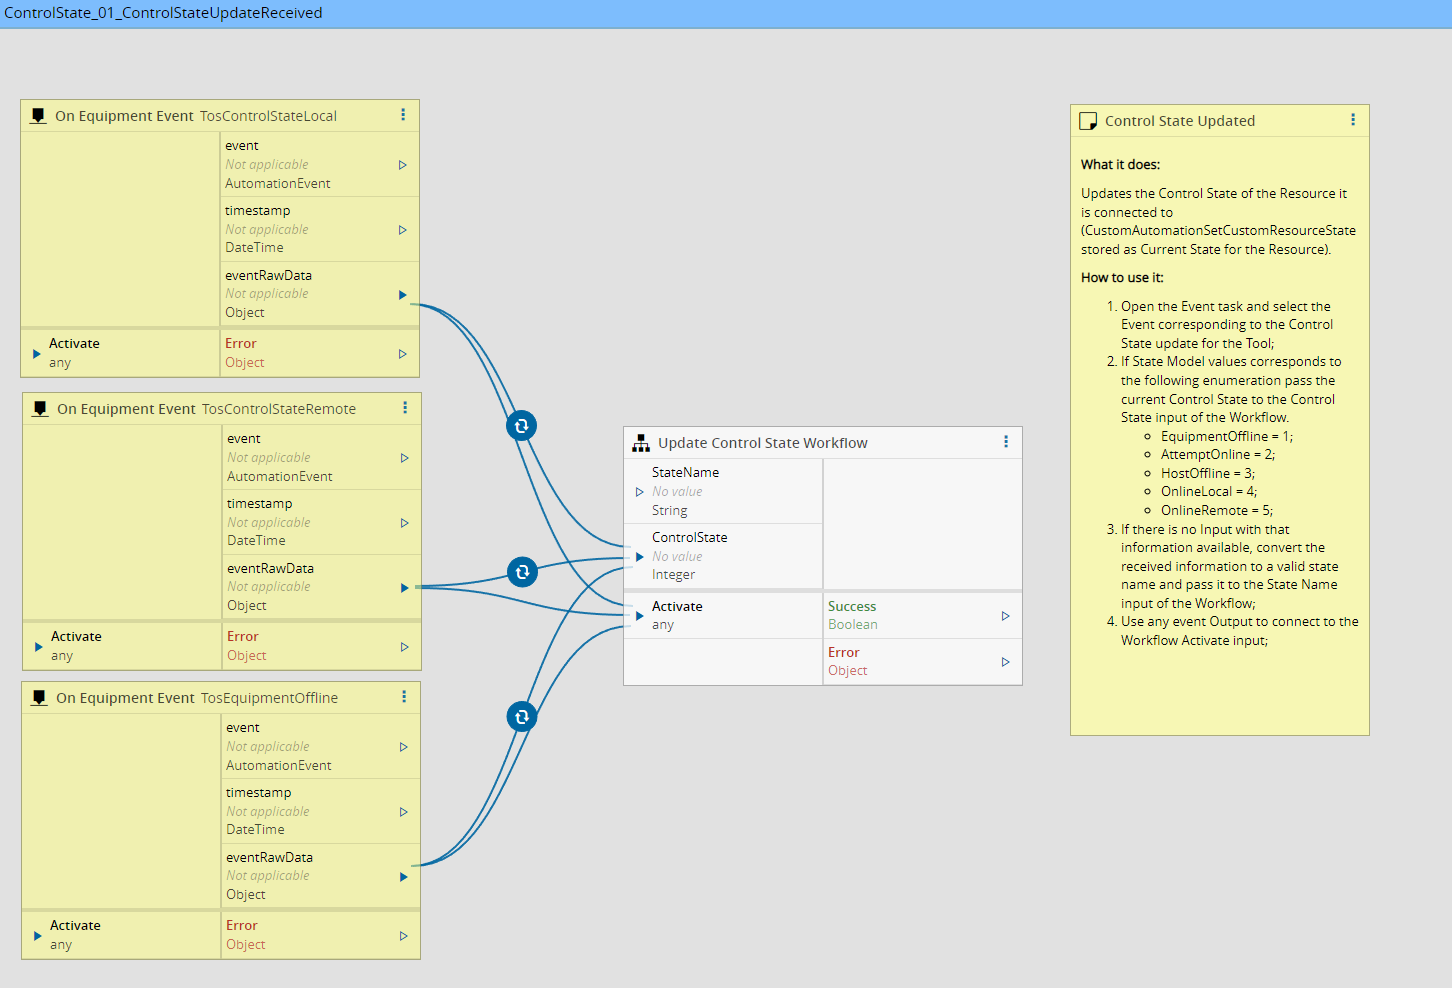 ControlState_01_ControlStateUpdateReceived
On Equipment Event TosControlStateLocal
event
Not applicable
AutomationEvent
timestamp
Not applicable
DateTime
eventRawData
Not applicable
Object
Activate
any
Error
Object
On Equipment Event TosControlStateRemote
event
Not applicable
AutomationEvent
timestamp
Not applicable
DateTime
eventRawData
Not applicable
Object
Activate
any
Error
Object
On Equipment Event TosEquipmentOffline
event
Not applicable
AutomationEvent
timestamp
Not applicable
DateTime
eventRawData
Not applicable
Object
Activate
any
Error
Object
Update Control State Workflow
StateName
No value
String
ControlState
No value
Integer
Activate
any
Success
Boolean
Error
Object
Control State Updated
What it does:
Updates the Control State of the Resource it
is connected to
(CustomAutomationSetCustomResourceState
stored as Current State for the Resource).
How to use it:
1. Open the Event task and select the
Event corresponding to the Control
State update for the Tool;
2. If State Model values corresponds to
the following enumeration pass the
current Control State to the Control
State input of the Workflow.
EquipmentOffline = 1;
AttemptOnline = 2;
HostOffline = 3;
OnlineLocal = 4;
OnlineRemote = 5;
3. If there is no Input with that
information available, convert the
received information to a valid state
name and pass it to the State Name
input of the Workflow;
4. Use any event Output to connect to the
Workflow Activate input;